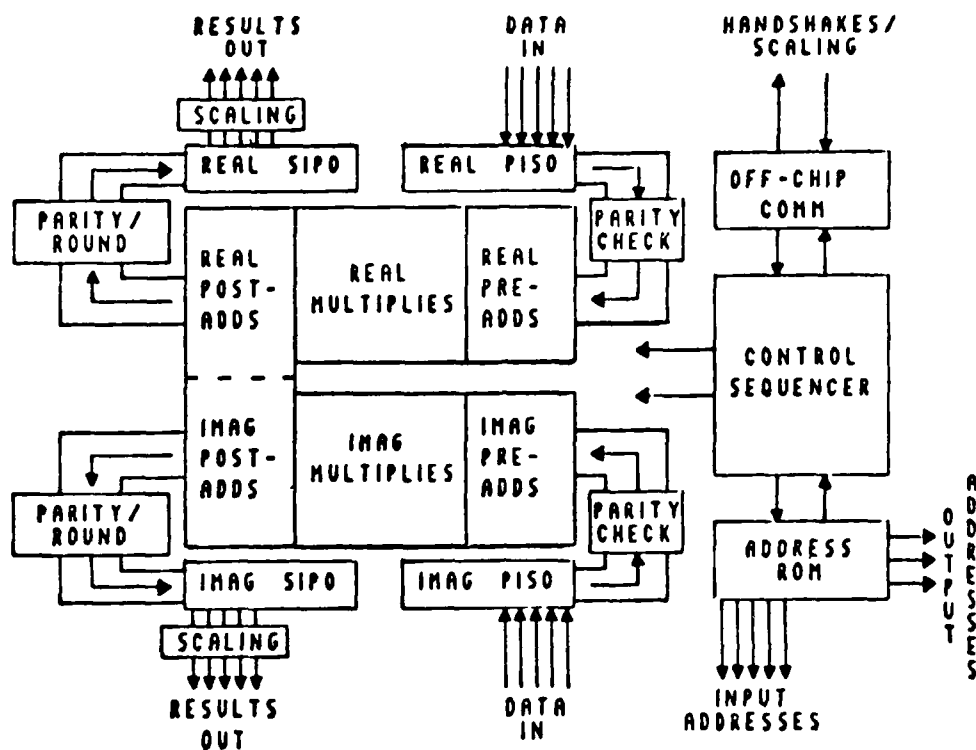 RESULTS
OUT
DATA
IN
HANDSHAKES/
SCALING
SCALING
REAL SIPO
REAL PISO
OFF-CHIP
COMM
PARITY/
ROUND
REAL
POST-
ADDS
REAL
MULTIPLIES
REAL
PRE-
ADDS
PARITY
CHECK
CONTROL
SEQUENCER
IMAG
POST-
ADDS
IMAG
MULTIPLIES
IMAG
PRE-
ADDS
PARITY/
ROUND
PARITY
CHECK
ADDRESS
ROM
OUTPUT
ADDRESSES
IMAG SIPO
IMAG PISO
SCALING
RESULTS
OUT
DATA
IN
INPUT
ADDRESSES